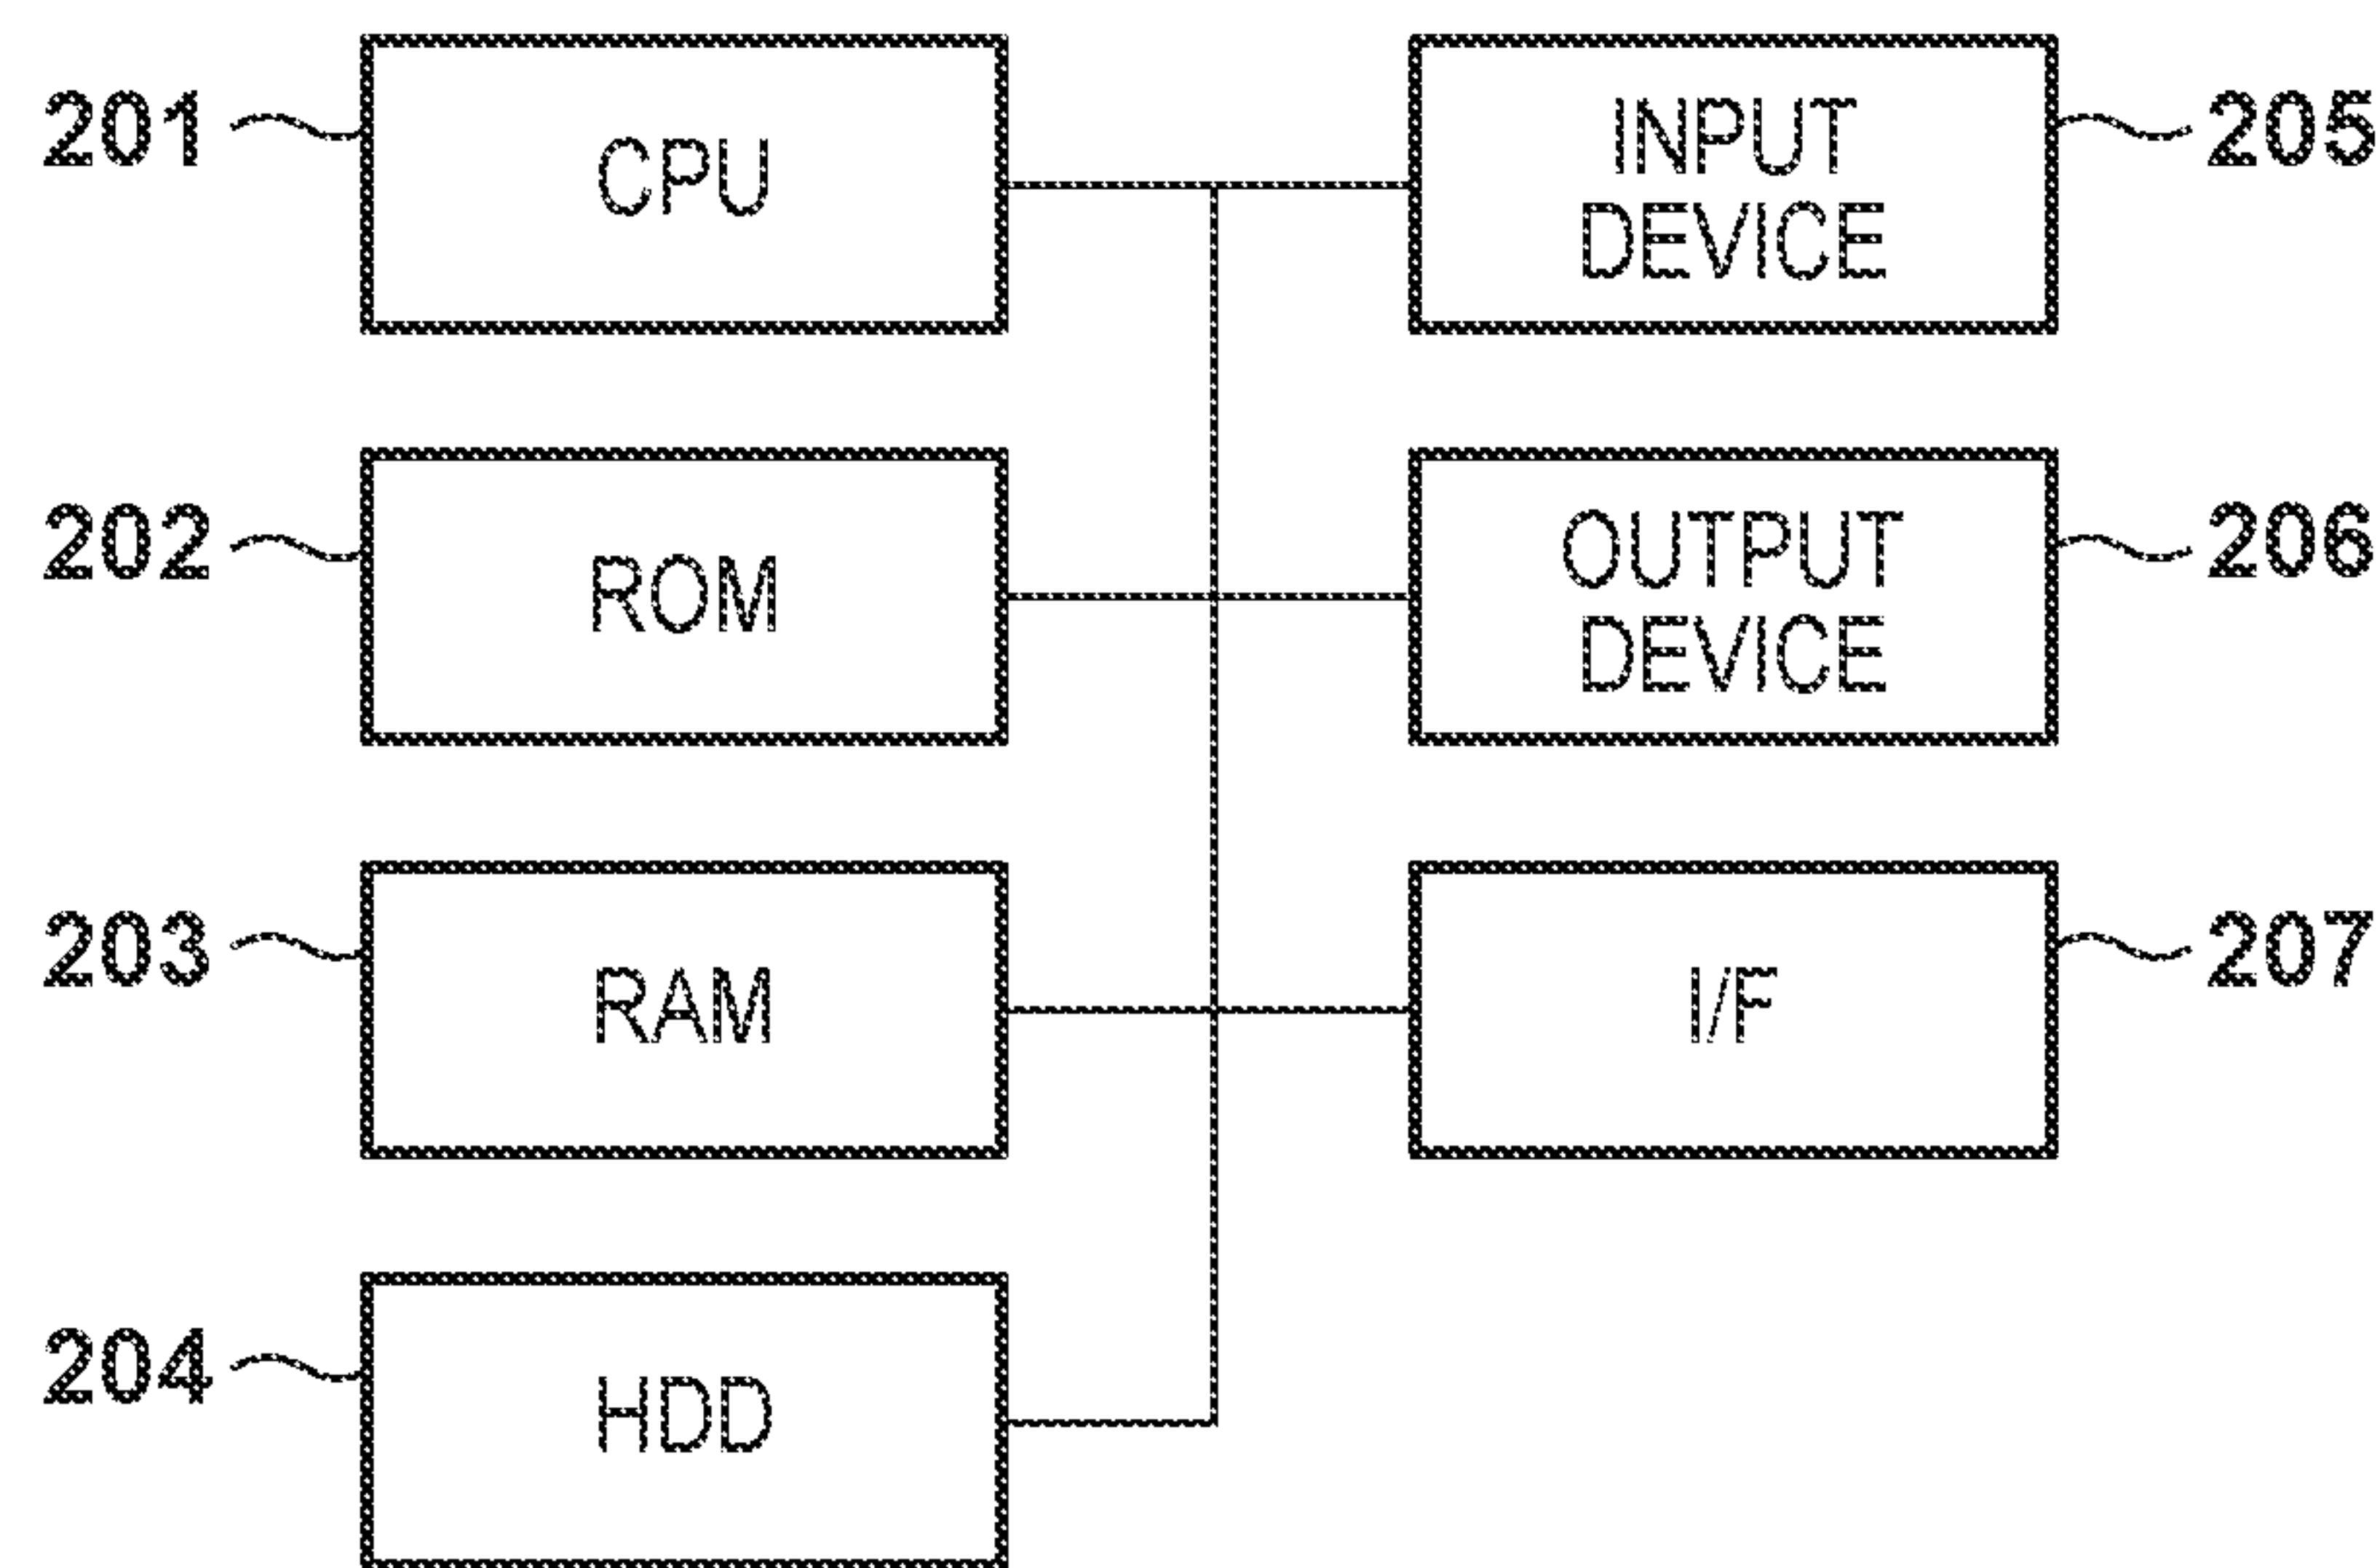 201
CPU
INPUT
DEVICE
205
202
ROM
OUTPUT
DEVICE
206
203
RAM
I/F
207
204
HDD